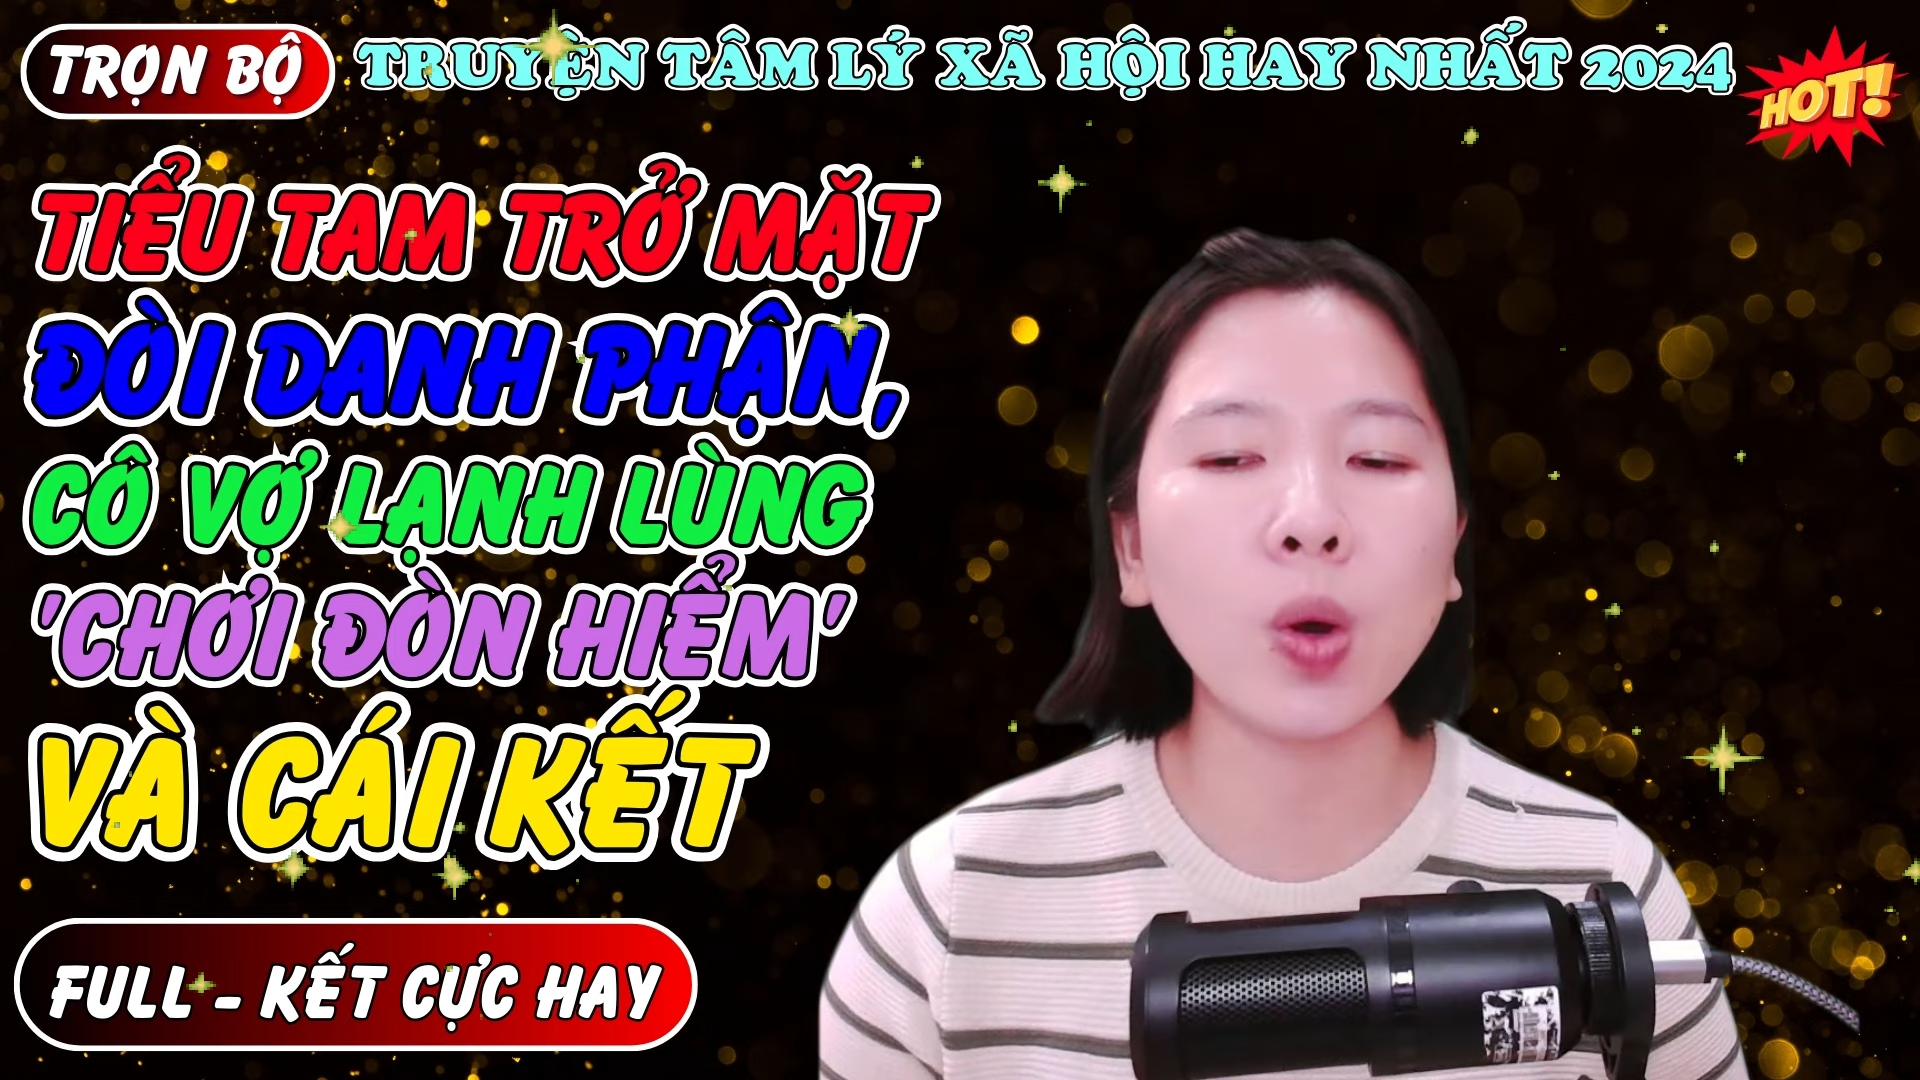 TRỌN BỘ
TRUYỆN TÂM LÝ XÃ HỘI HAY NHẤT 2024
HOT!
TIỂU TAM TRỞ MẶT
ĐÒI DANH PHẬN,
CÔ VỢ LẠNH LÙNG
'CHƠI ĐÒN HIỂM'
VÀ CÁI KẾT
FULL - KẾT CỰC HAY